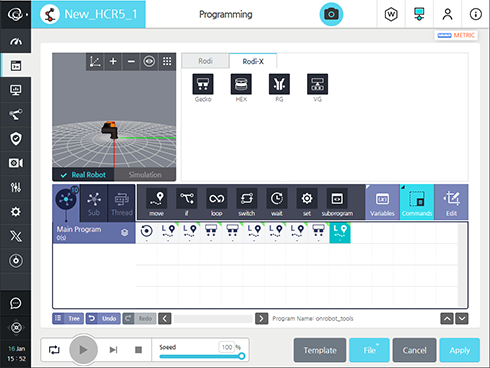 New_HCR5_1
Programming
METRIC
Rodi
Rodi-X
Gecko
HEX
RG
VG
Real Robot
Simulation
10
Sub
Thread
move
if
loop
switch
wait
set
subprogram
Variables
Commands
Edit
Main Program
0(s)
Tree
Undo
Redo
Program Name: onrobot_tools
16 Jan
15 : 52
Speed
100 %
Template
File
Cancel
Apply